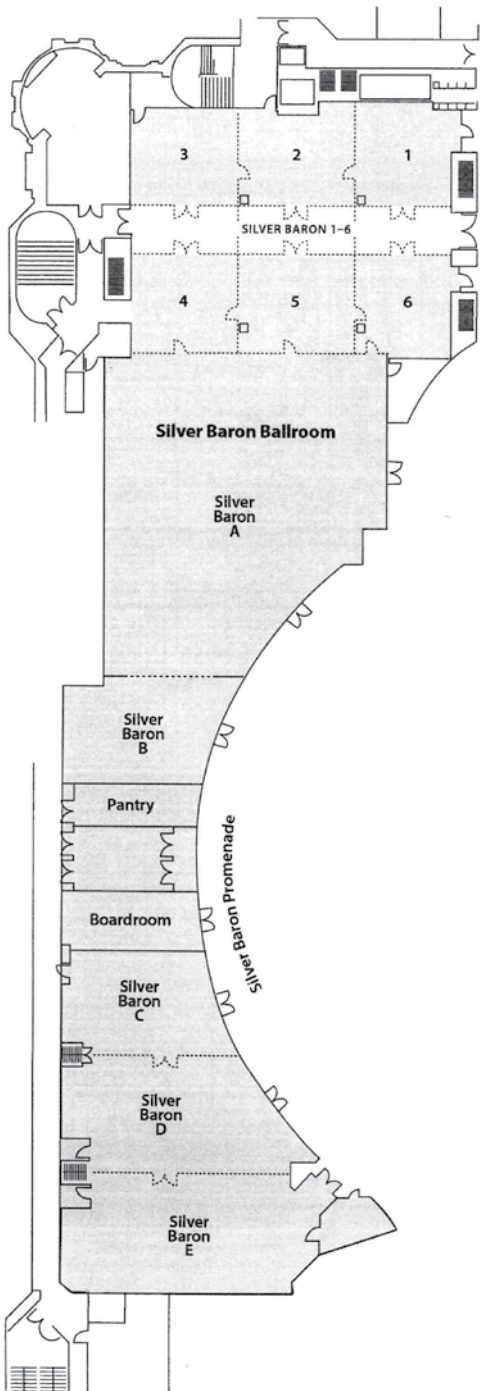 3
2
1
SILVER BARON 1–6
4
5
6
Silver Baron Ballroom
Silver
Baron
A
Silver
Baron
B
Pantry
Silver Baron Promenade
Boardroom
Silver
Baron
C
Silver
Baron
D
Silver
Baron
E